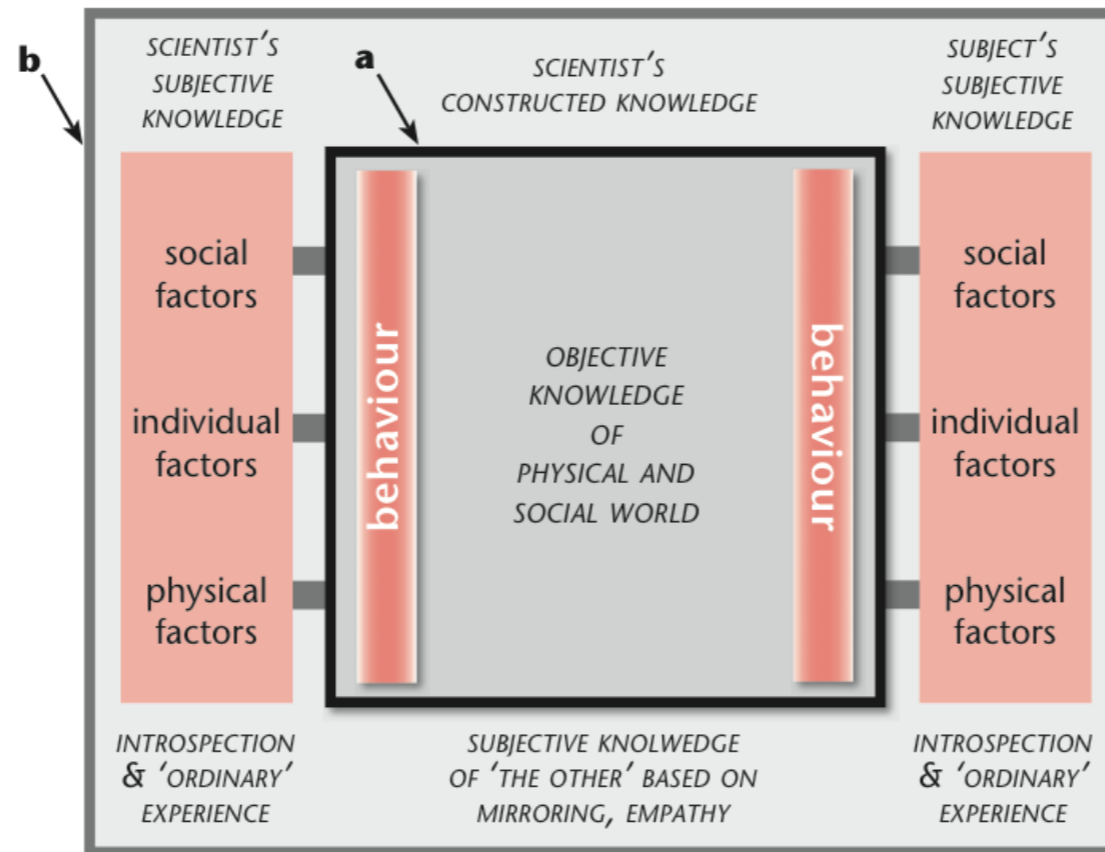 b
SCIENTIST'S
SUBJECTIVE
KNOWLEDGE
a
SCIENTIST'S
CONSTRUCTED KNOWLEDGE
SUBJECT'S
SUBJECTIVE
KNOWLEDGE
social
factors
individual
factors
physical
factors
behaviour
OBJECTIVE
KNOWLEDGE
OF
PHYSICAL AND
SOCIAL WORLD
behaviour
social
factors
individual
factors
physical
factors
INTROSPECTION
& 'ORDINARY'
EXPERIENCE
SUBJECTIVE KNOLWEDGE
OF 'THE OTHER' BASED ON
MIRRORING, EMPATHY
INTROSPECTION
& 'ORDINARY'
EXPERIENCE